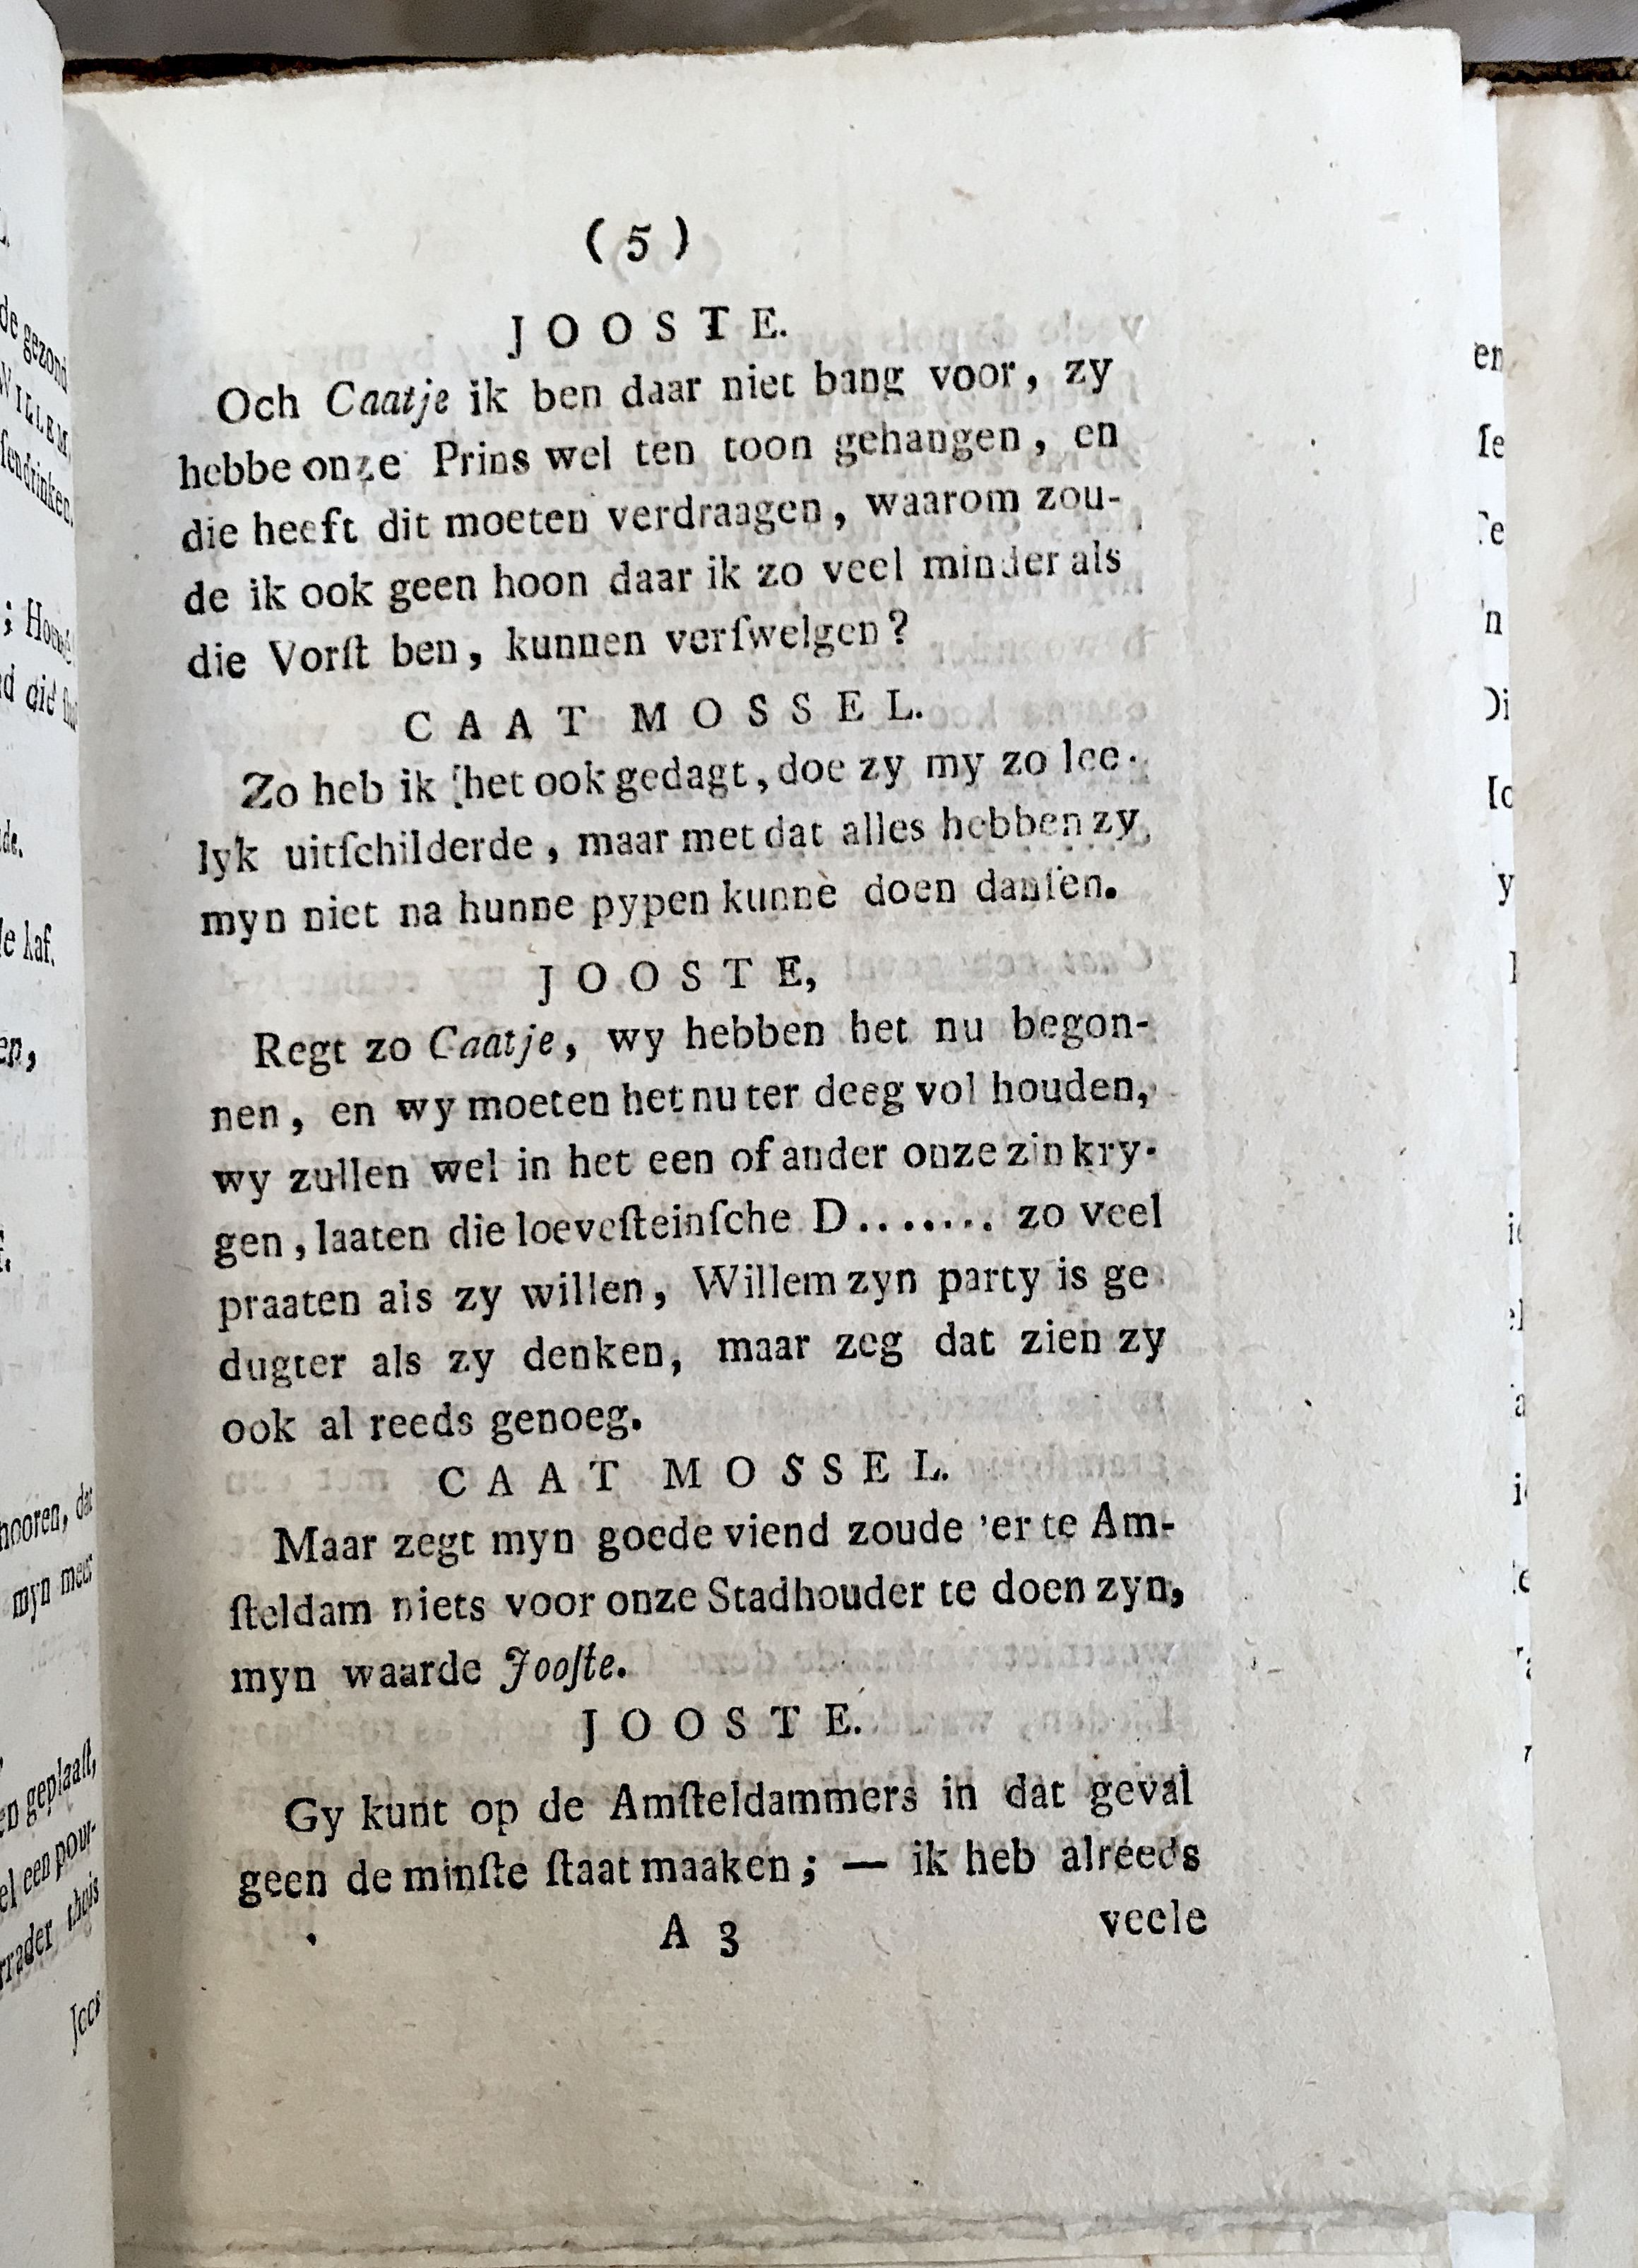 ( 5 )
JOOSTE.
Och Caatje ik ben daar niet bang voor, zy
hebbe onze Prins wel ten toon gehangen, en
die heeft dit moeten verdraagen, waarom zou-
de ik ook geen hoon daar ik zo veel minder als
die Vorſt ben, kunnen verſwelgen?
CAAT MOSSEL.
Zo heb ik het ook gedagt, doe zy my zo lee-
lyk uitſchilderde, maar met dat alles hebben zy
myn niet na hunne pypen kunnè doen danſen.
JOOSTE,
Regt zo Caatje, wy hebben het nu begon-
nen, en wy moeten het nu ter deeg vol houden,
wy zullen wel in het een of ander onze zin kry-
gen, laaten die loeveſteinſche D....... zo veel
praaten als zy willen, Willem zyn party is ge
dugter als zy denken, maar zeg dat zien zy
ook al reeds genoeg.
CAAT MOSSEL.
Maar zegt myn goede viend zoude 'er te Am-
ſteldam niets voor onze Stadhouder te doen zyn,
myn waarde Jooſte.
JOOSTE.
Gy kunt op de Amſteldammers in dat geval
geen de minſte ſtaat maaken; — ik heb alreeds
A 3 veele